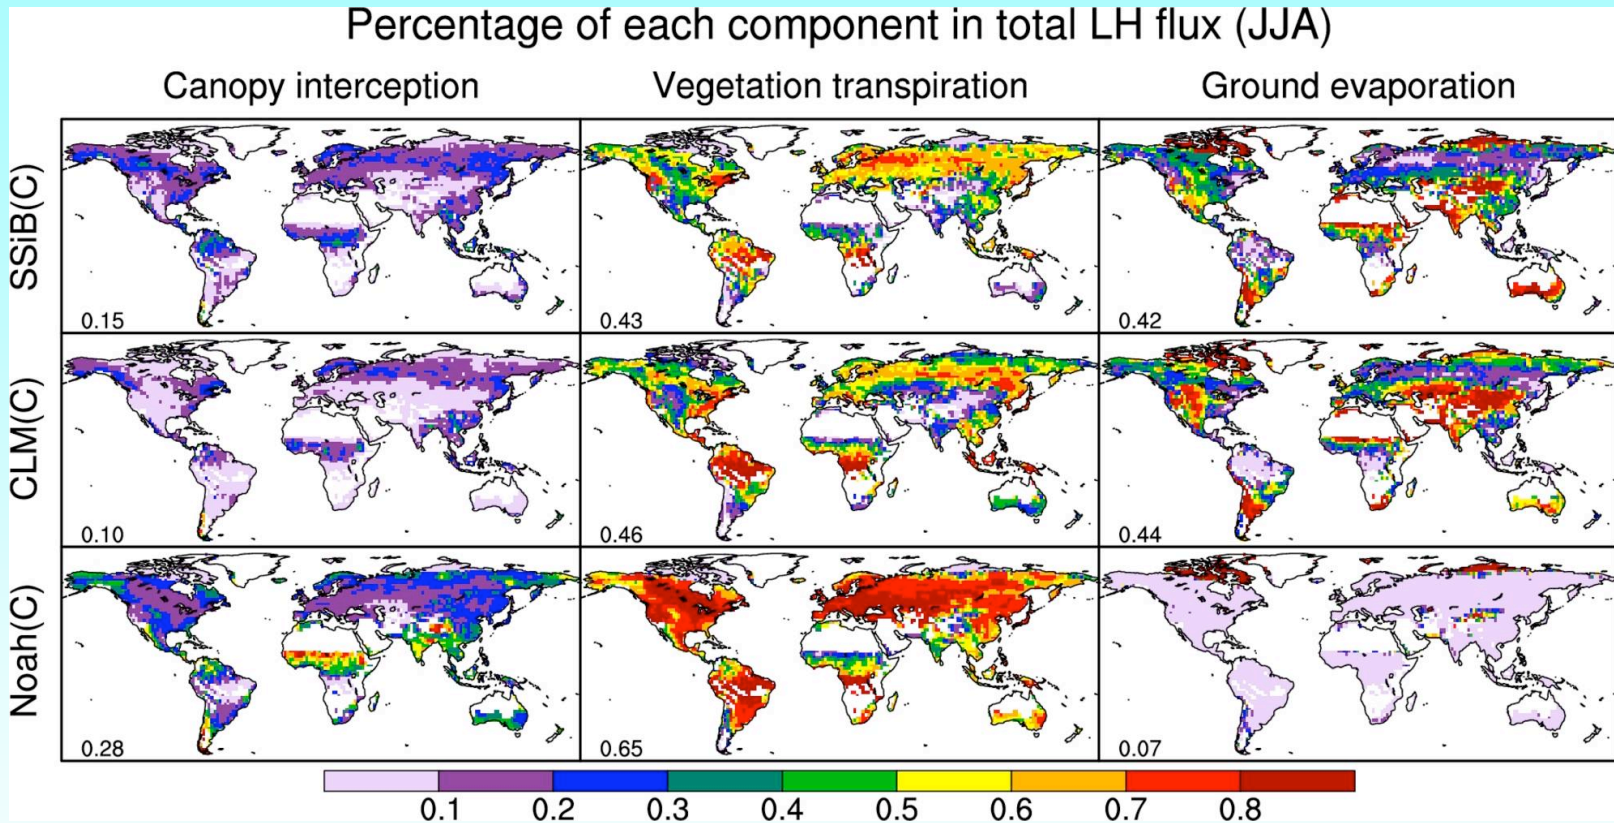 Percentage of each component in total LH flux (JJA)
Canopy interception Vegetation transpiration Ground evaporation
SSiB(C)
0.15 0.43 0.42
CLM(C)
0.10 0.46 0.44
Noah(C)
0.28 0.65 0.07
0.1 0.2 0.3 0.4 0.5 0.6 0.7 0.8